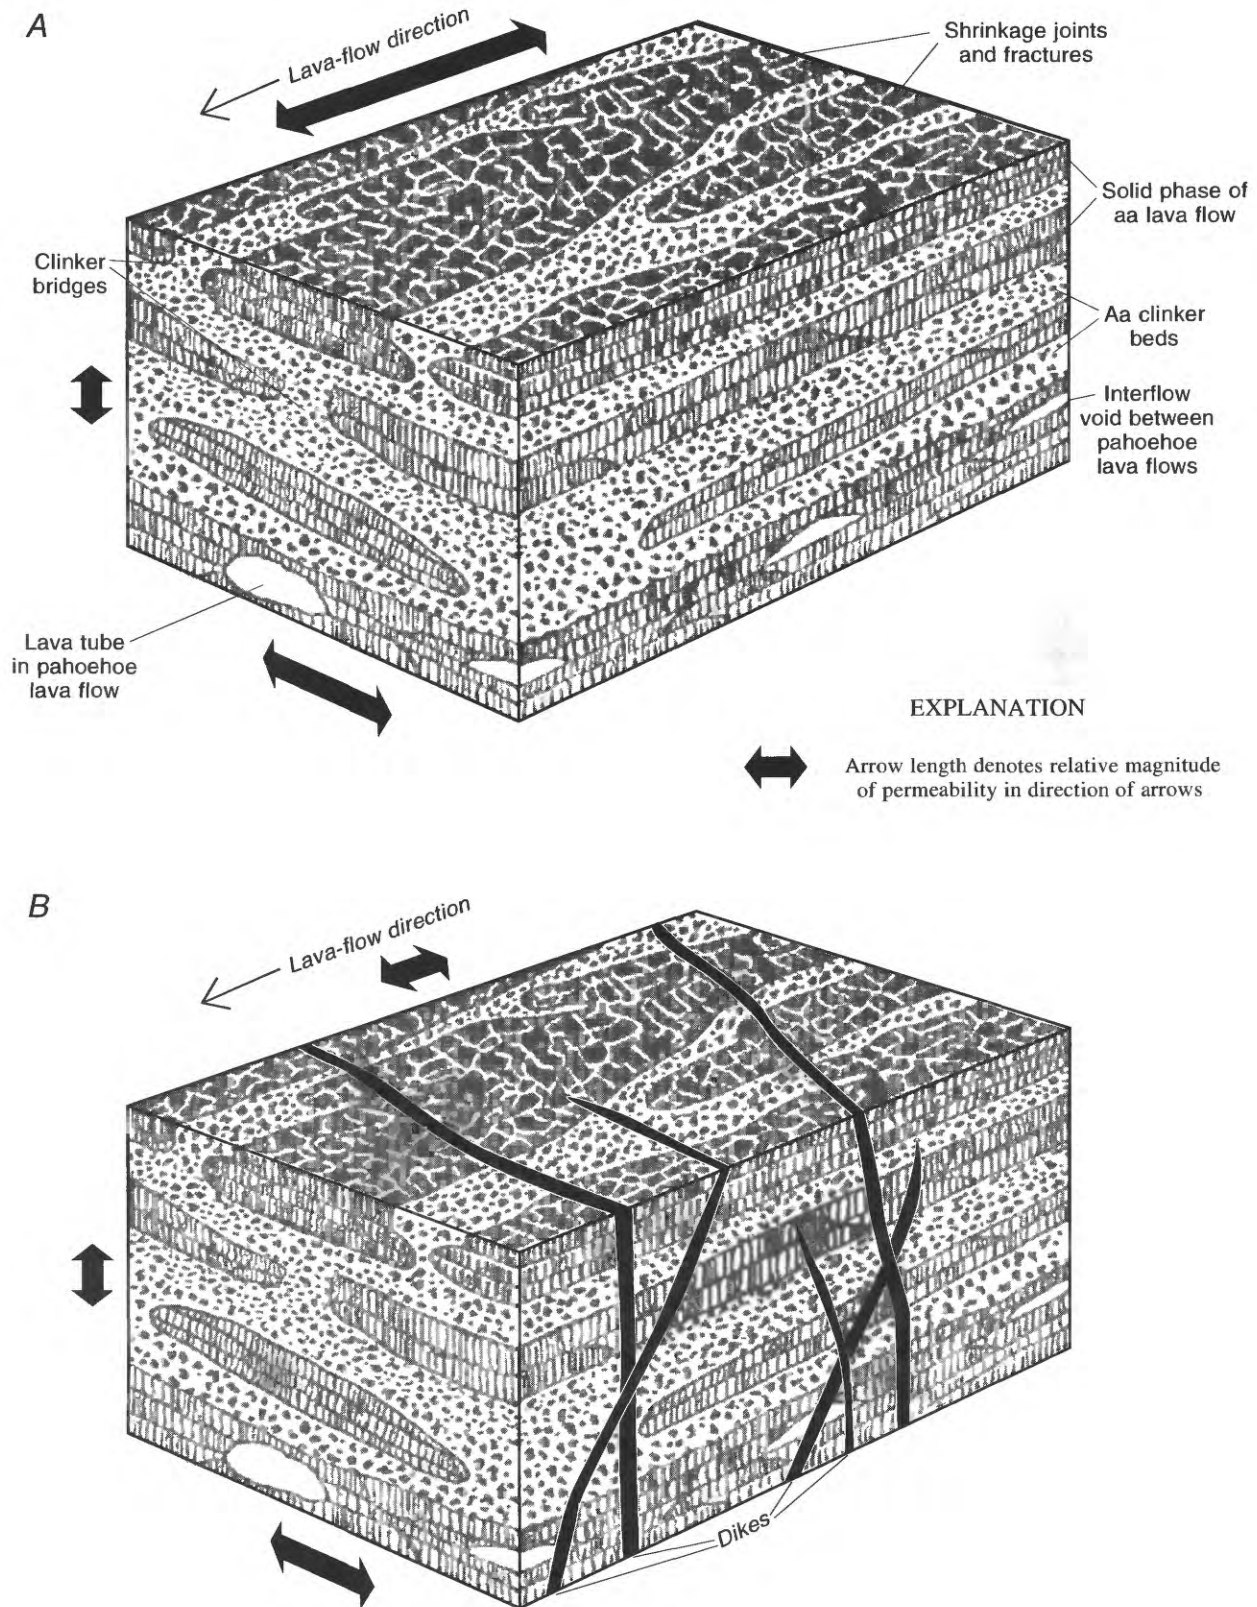 A
Lava-flow direction
Shrinkage joints
and fractures
Solid phase of
aa lava flow
Clinker
bridges
Aa clinker
beds
Interflow
void between
pahoehoe
lava flows
Lava tube
in pahoehoe
lava flow
EXPLANATION
Arrow length denotes relative magnitude
of permeability in direction of arrows
B
Lava-flow direction
Dikes